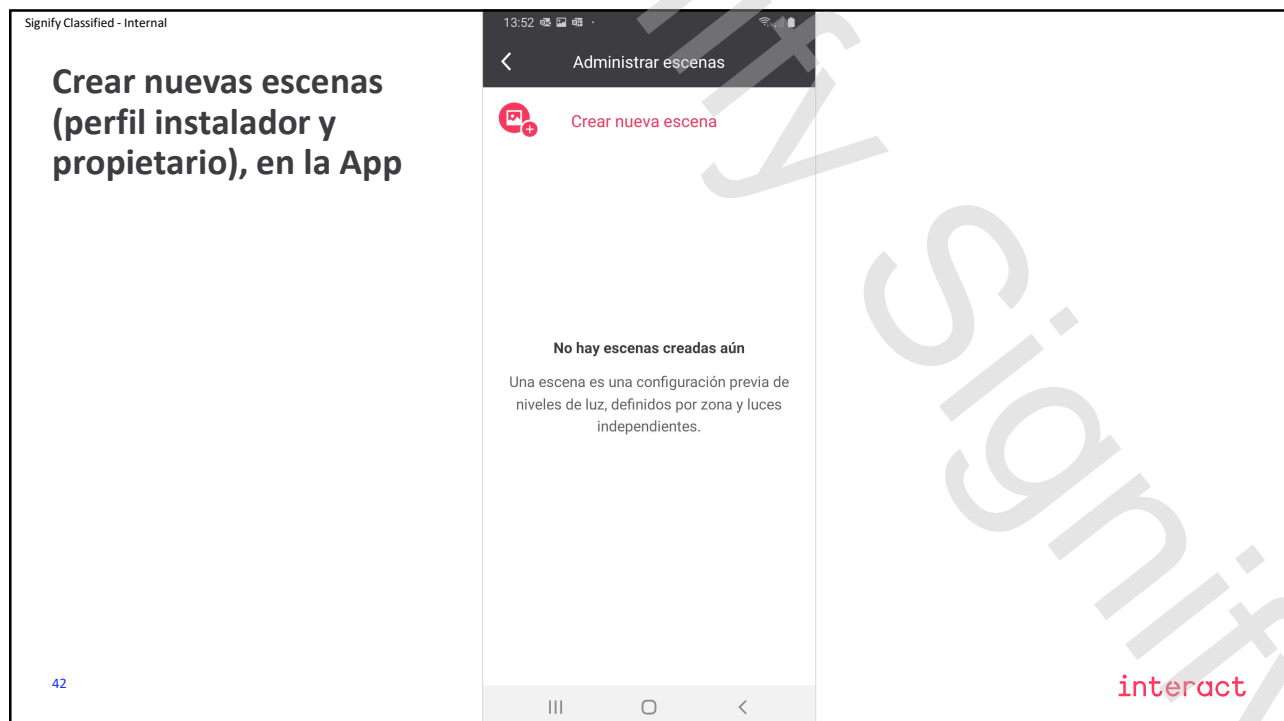 Signify Classified - Internal
Crear nuevas escenas
(perfil instalador y
propietario), en la App
13:52
Administrar escenas
Crear nueva escena
No hay escenas creadas aún
Una escena es una configuración previa de
niveles de luz, definidos por zona y luces
independientes.
42
interact
Signify